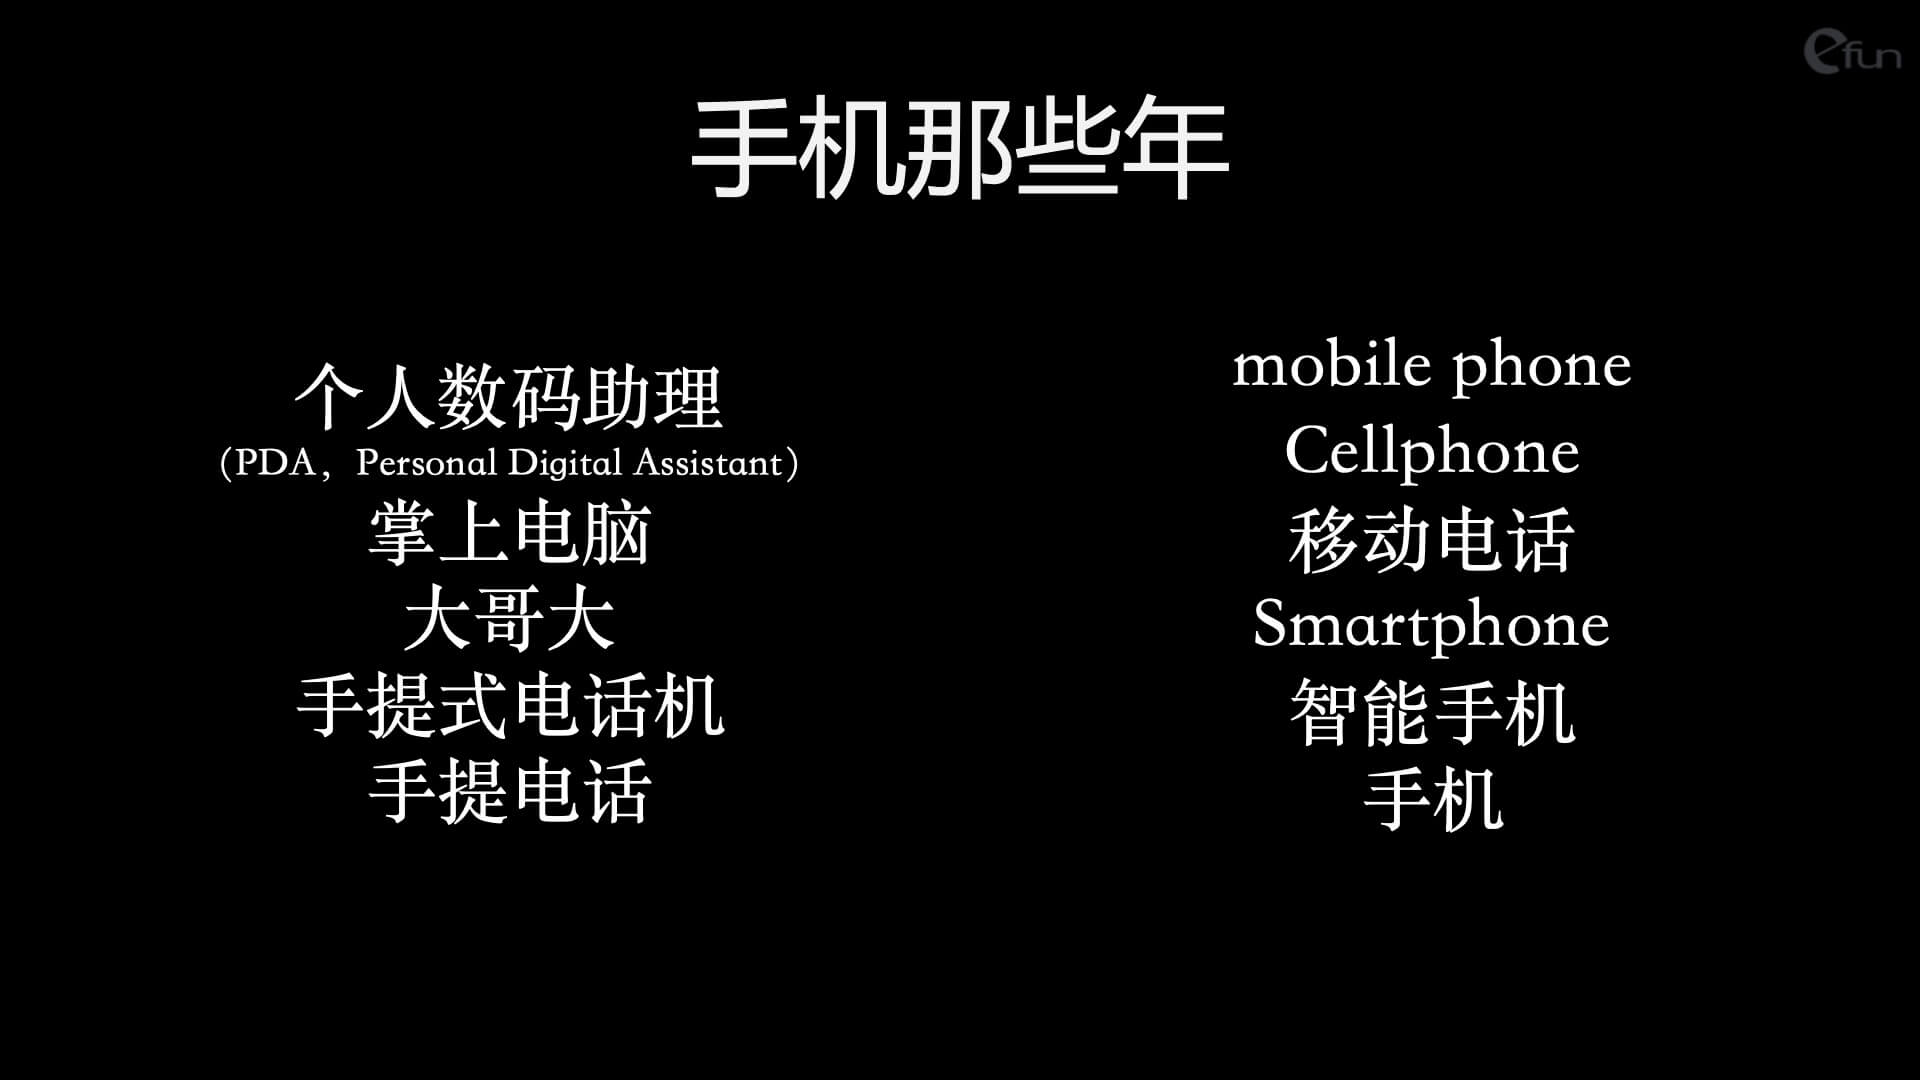 efun
手机那些年
个人数码助理
（PDA，Personal Digital Assistant）
掌上电脑
大哥大
手提式电话机
手提电话
mobile phone
Cellphone
移动电话
Smartphone
智能手机
手机